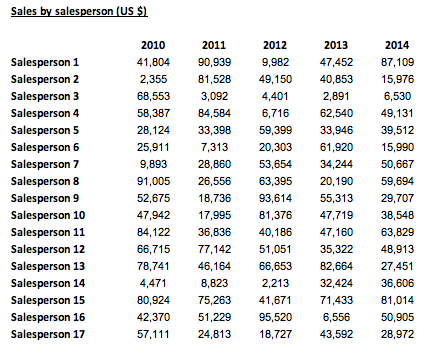 Sales by salesperson (US $)
2010 2011 2012 2013 2014
Salesperson 1 41,804 90,939 9,982 47,452 87,109
Salesperson 2 2,355 81,528 49,150 40,853 15,976
Salesperson 3 68,553 3,092 4,401 2,891 6,530
Salesperson 4 58,387 84,584 6,716 62,540 49,131
Salesperson 5 28,124 33,398 59,399 33,946 39,512
Salesperson 6 25,911 7,313 20,303 61,920 15,990
Salesperson 7 9,893 28,860 53,654 34,244 50,667
Salesperson 8 91,005 26,556 63,395 20,190 59,694
Salesperson 9 52,675 18,736 93,614 55,313 29,707
Salesperson 10 47,942 17,995 81,376 47,719 38,548
Salesperson 11 84,122 36,836 40,186 47,160 63,829
Salesperson 12 66,715 77,142 51,051 35,322 48,913
Salesperson 13 78,741 46,164 66,653 82,664 27,451
Salesperson 14 4,471 8,823 2,213 32,424 36,606
Salesperson 15 80,924 75,263 41,671 71,433 81,014
Salesperson 16 42,370 51,229 95,520 6,556 50,905
Salesperson 17 57,111 24,813 18,727 43,592 28,972